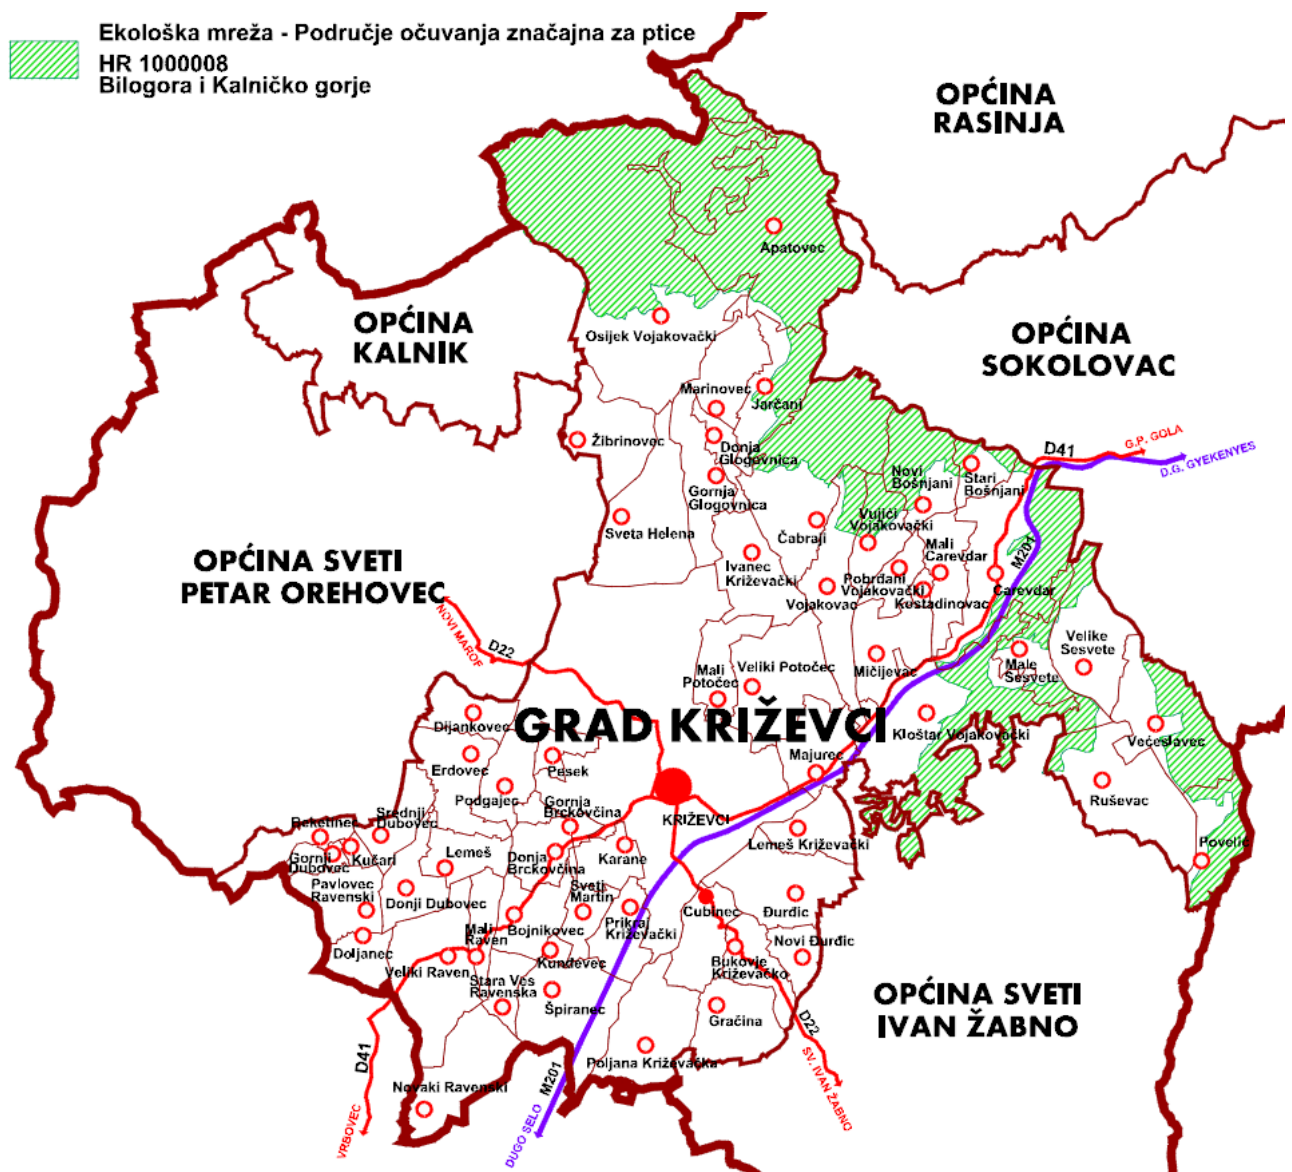 Ekološka mreža - Područje očuvanja značajna za ptice
HR 1000008
Bilogora i Kalničko gorje
OPĆINA
RASINJA
Apatovec
OPĆINA
KALNIK
Osijek Vojakovački
OPĆINA
SOKOLOVAC
Marinovec
Jarčani
Žibrinovec
Donja
Glogovnica
D41
G.P. GOLA
D.G. GYEKENYES
Gornja
Glogovnica
Novi
Bošnjani
Stari
Bošnjani
Sveta Helena
Čabraji
Vujići
Vojakovački
M201
OPĆINA SVETI
PETAR OREHOVEC
Ivanec
Križevački
Mali
Carevdar
Vojakovac
Pobrđani
Vojakovački
Kostadinovac
Carevdar
NOVI MAROF
D22
Mali
Potočec
Veliki Potočec
Mičijevac
Male
Sesvete
Velike
Sesvete
Dijankovec
GRAD KRIŽEVCI
Kloštar Vojakovački
Većeslavec
Erdovec
Pesek
Majurec
Podgajec
Gornja
Brckovčina
KRIŽEVCI
Ruševac
Reketinec
Srednji
Dubovec
Lemeš Križevački
Gornji
Dubovec
Kučari
Lemeš
Donja
Brckovčina
Karane
Povelić
Pavlovec
Ravenski
Donji Dubovec
Sveti
Martin
Cubinec
Đurđic
Mali
Raven
Bojnikovec
Prikraj
Križevački
Doljanec
Novi Đurđic
Veliki Raven
Kundevec
Bukovje
Križevačko
Stara Ves
Ravenska
Špiranec
Gračina
OPĆINA SVETI
IVAN ŽABNO
D22
D41
Poljana Križevačka
SV. IVAN ŽABNO
Novaki Ravenski
M201
VRBOVEC
DUGO SELO